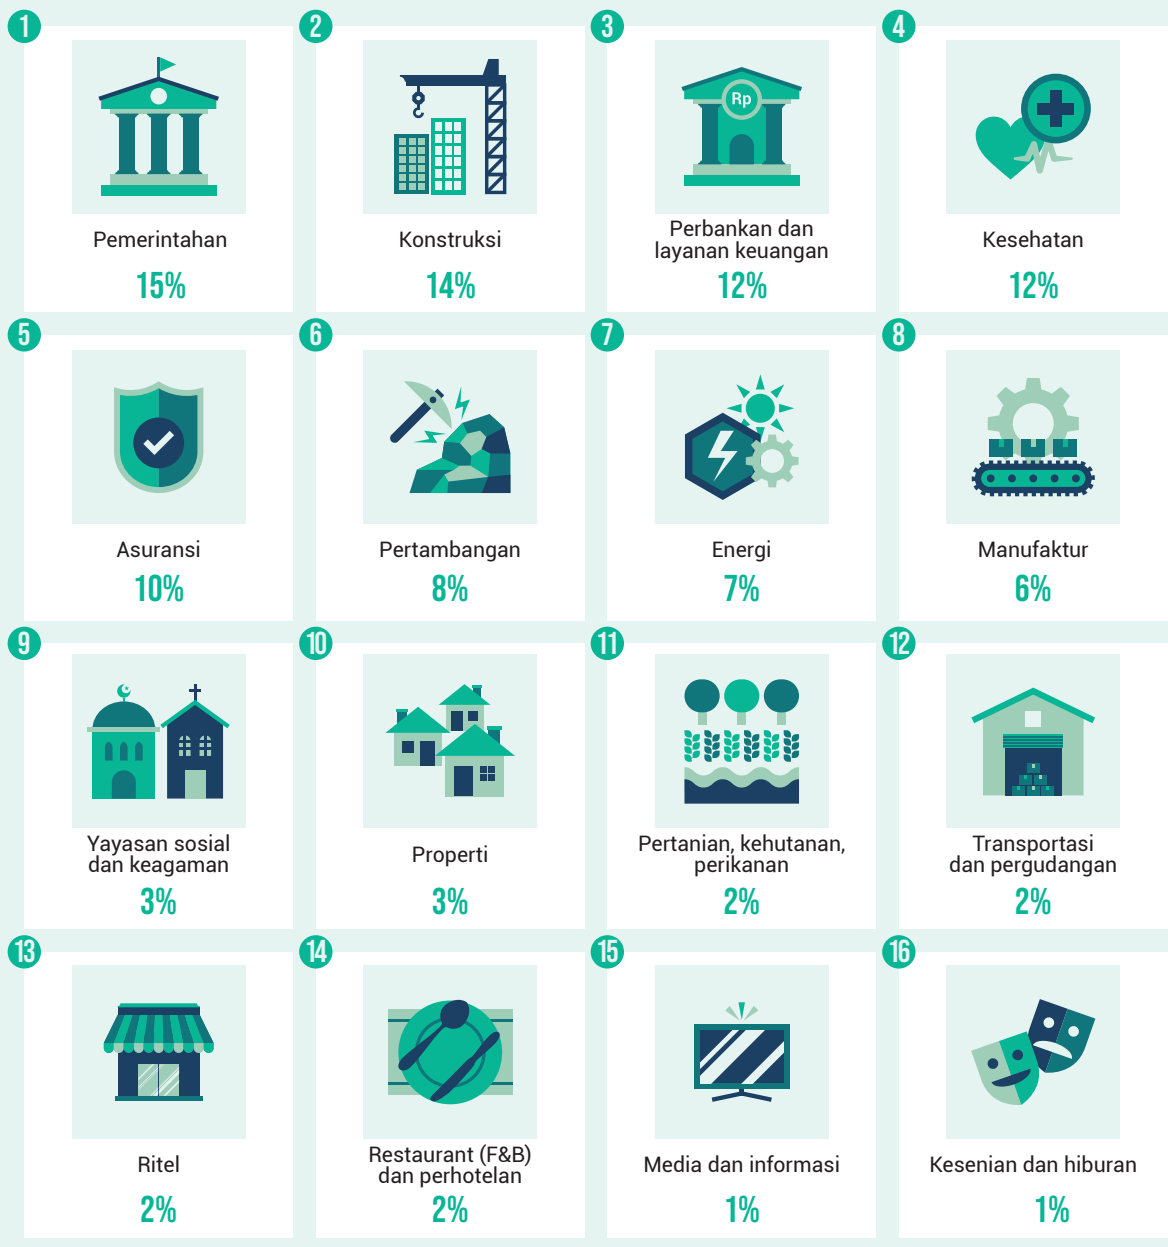 1
Pemerintahan
15%
2
Konstruksi
14%
3
Rp
Perbankan dan
layanan keuangan
12%
4
Kesehatan
12%
5
Asuransi
10%
6
Pertambangan
8%
7
Energi
7%
8
Manufaktur
6%
9
Yayasan sosial
dan keagaman
3%
10
Properti
3%
11
Pertanian, kehutanan,
perikanan
2%
12
Transportasi
dan pergudangan
2%
13
Ritel
2%
14
Restaurant (F&B)
dan perhotelan
2%
15
Media dan informasi
1%
16
Kesenian dan hiburan
1%